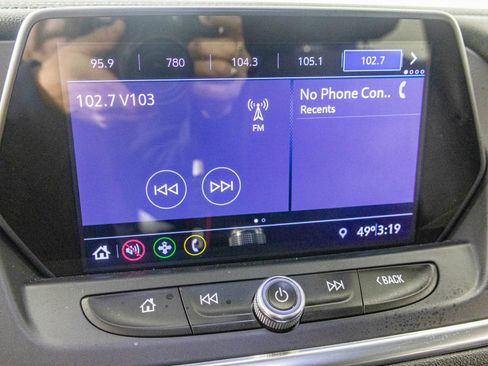 95.9 780 104.3 105.1 102.7
102.7 V103
FM
No Phone Con..
Recents
49° 3:19
<BACK